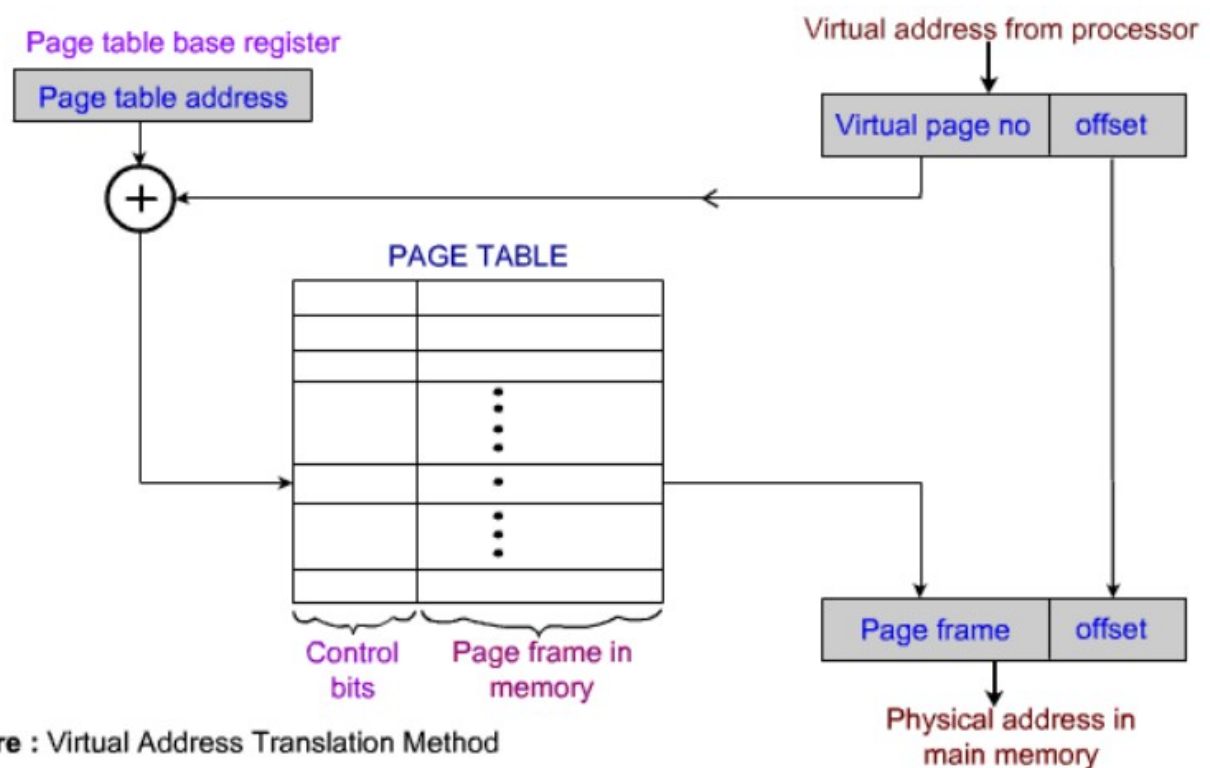 Page table base register
Page table address
Virtual address from processor
Virtual page no
offset
+
PAGE TABLE
Control
bits
Page frame in
memory
Page frame
offset
Physical address in
main memory
re : Virtual Address Translation Method